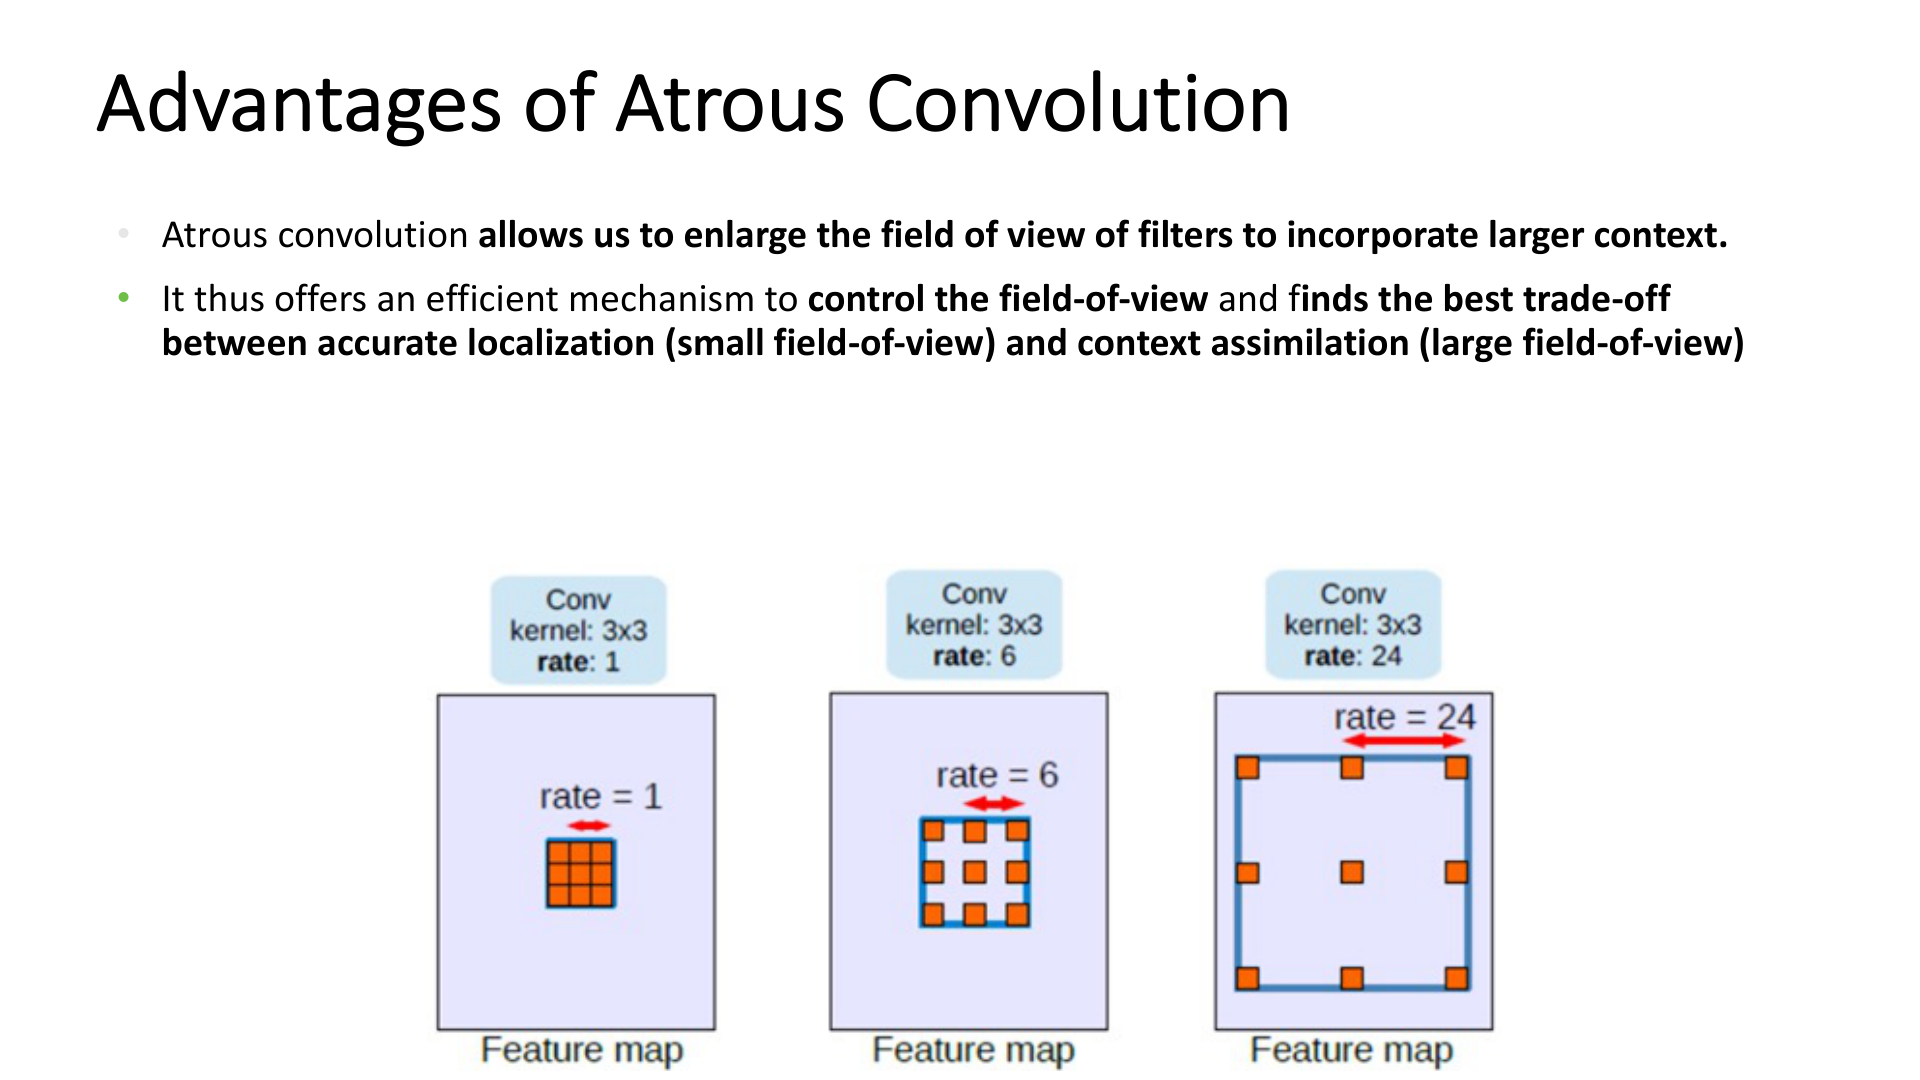 Advantages of Atrous Convolution
• Atrous convolution allows us to enlarge the field of view of filters to incorporate larger context.
• It thus offers an efficient mechanism to control the field-of-view and finds the best trade-off
between accurate localization (small field-of-view) and context assimilation (large field-of-view)
Conv
kernel: 3x3
rate: 1
rate = 1
Feature map
Conv
kernel: 3x3
rate: 6
rate = 6
Feature map
Conv
kernel: 3x3
rate: 24
rate = 24
Feature map